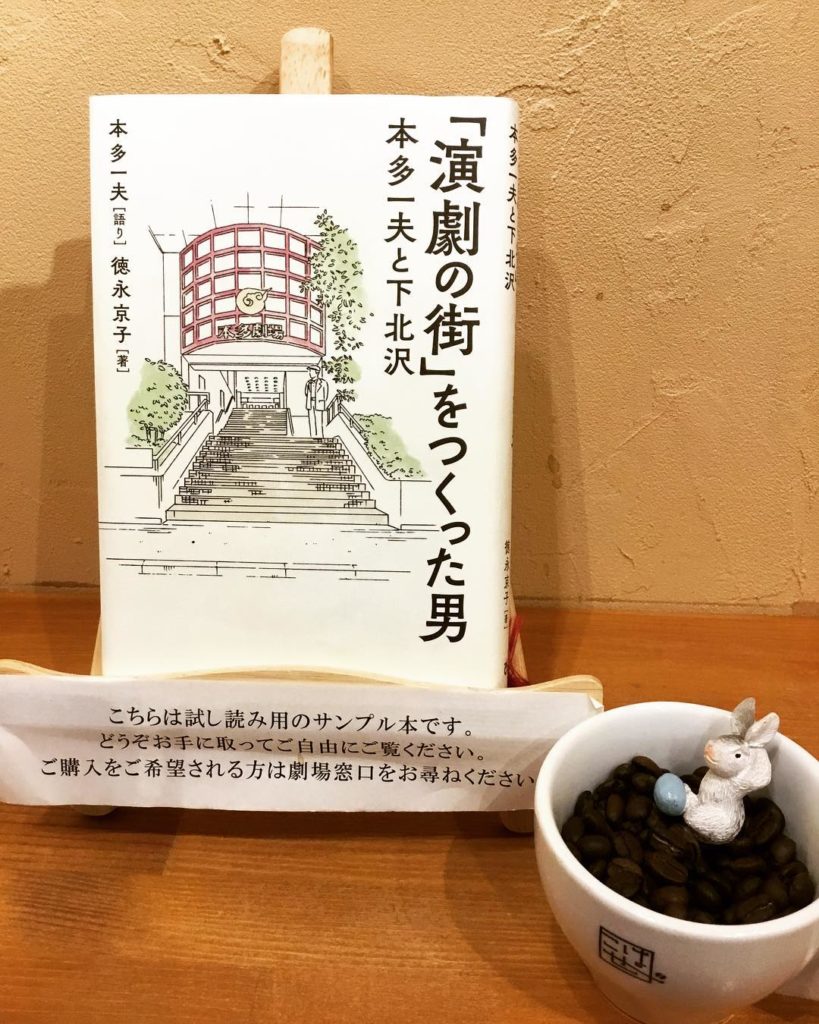 「演劇の街」をつくった男
本多一夫と下北沢
本多一夫[語り] 徳永京子[著]
本多劇場
本多一夫と下北沢
徳永京子[著]
こちらは試し読み用のサンプル本です。
どうぞお手に取ってご自由にご覧ください。
ご購入をご希望される方は劇場窓口をお尋ねください